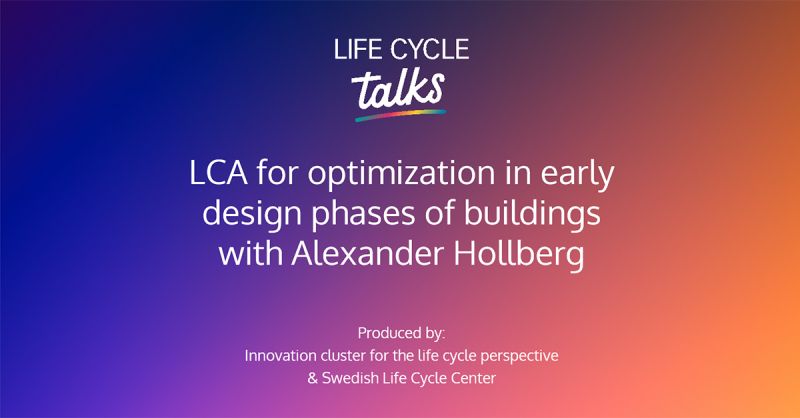 LIFE CYCLE
talks
LCA for optimization in early
design phases of buildings
with Alexander Hollberg
Produced by:
Innovation cluster for the life cycle perspective
& Swedish Life Cycle Center